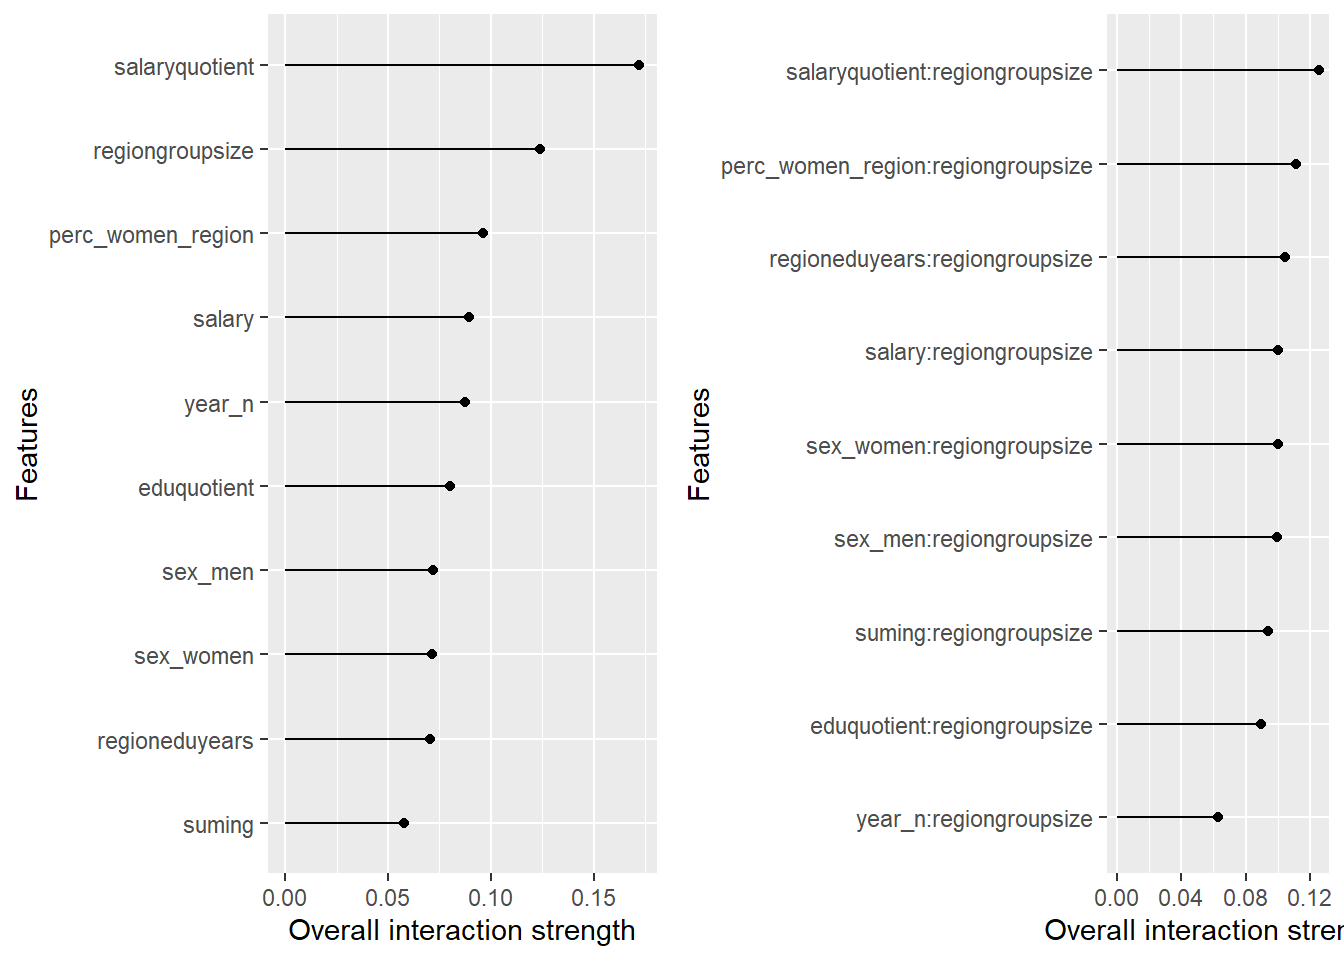 salaryquotient
regiongroupsize
perc_women_region
salary
year_n
eduquotient
sex_men
sex_women
regioneduyears
suming
Features
0.00 0.05 0.10 0.15
Overall interaction strength
salaryquotient:regiongroupsize
perc_women_region:regiongroupsize
regioneduyears:regiongroupsize
salary:regiongroupsize
sex_women:regiongroupsize
sex_men:regiongroupsize
suming:regiongroupsize
eduquotient:regiongroupsize
year_n:regiongroupsize
Features
0.00 0.04 0.08 0.12
Overall interaction stren